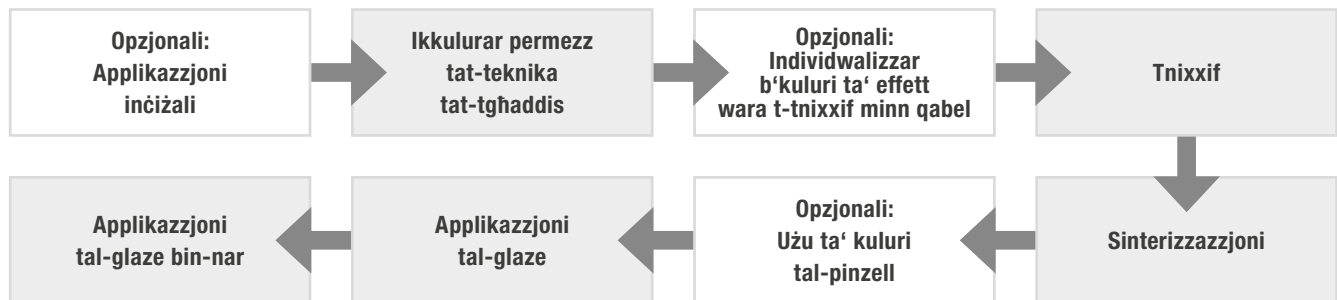 Opzjonali:
Applikazzjoni
inċiżali
Ikkulurar permezz
tat-teknika
tat-tgħaddis
Opzjonali:
Individwalizzar
b‘kuluri ta‘ effett
wara t-tnixxif minn qabel
Tnixxif
Sinterizzazzjoni
Opzjonali:
Użu ta‘ kuluri
tal-pinzell
Applikazzjoni
tal-glaze
Applikazzjoni
tal-glaze bin-nar